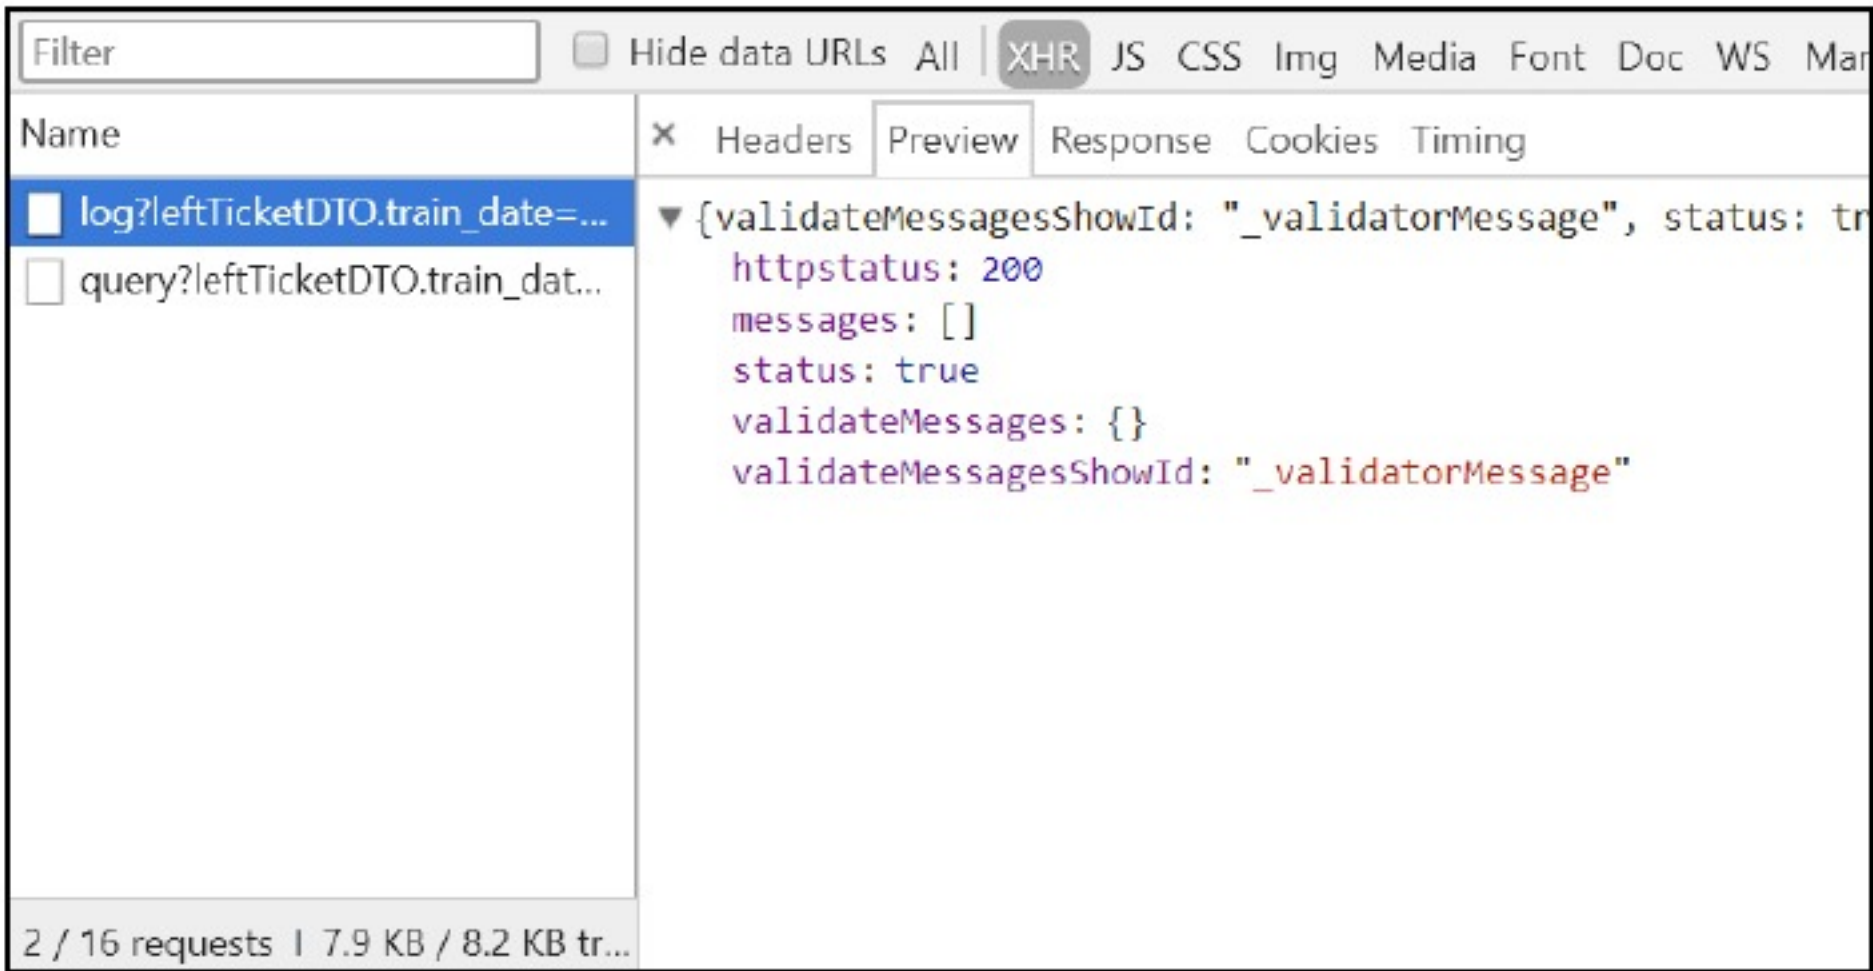 Filter Hide data URLs All XHR JS CSS Img Media Font Doc WS Man
Name
× Headers Preview Response Cookies Timing
log?leftTicketDTO.train_date=...
query?leftTicketDTO.train_dat...
▼ {validateMessagesShowId: "_validatorMessage", status: tr
httpstatus: 200
messages: []
status: true
validateMessages: {}
validateMessagesShowId: "_validatorMessage"
2 / 16 requests | 7.9 KB / 8.2 KB tr...